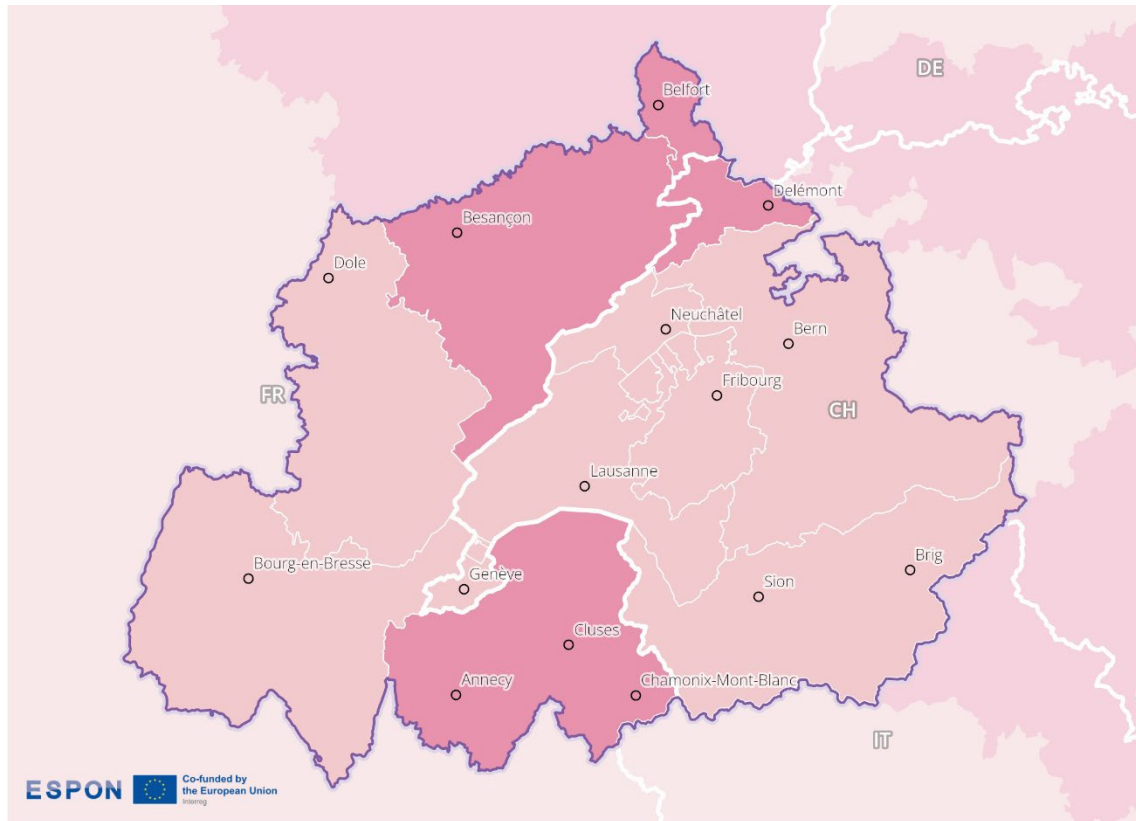 DE
Belfort
Delémont
Besançon
Dole
Neuchâtel
Bern
Fribourg
FR
CH
Lausanne
Bourg-en-Bresse
Genève
Brig
Sion
Cluses
Annecy
Chamonix-Mont-Blanc
IT
ESPON
Co-funded by
the European Union
Interreg